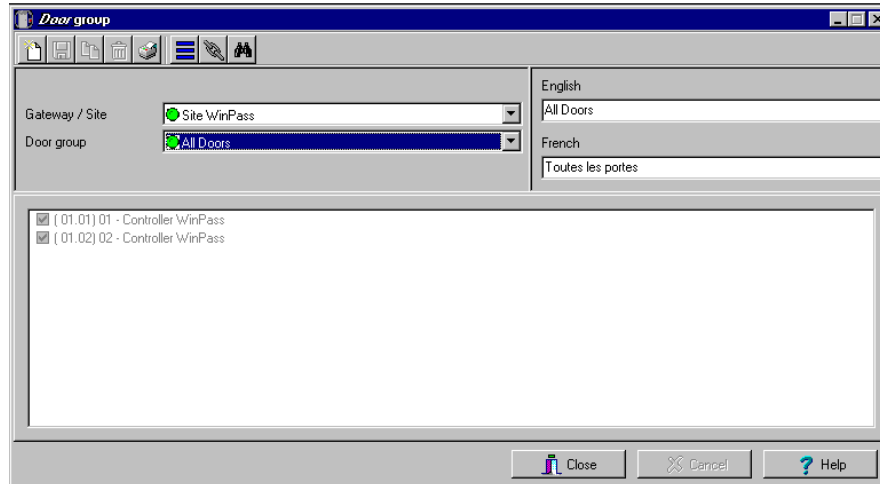 Door group
Gateway / Site
Site WinPass
Door group
All Doors
English
All Doors
French
Toutes les portes
( 01.01) 01 - Controller WinPass
( 01.02) 02 - Controller WinPass
Close
Cancel
? Help